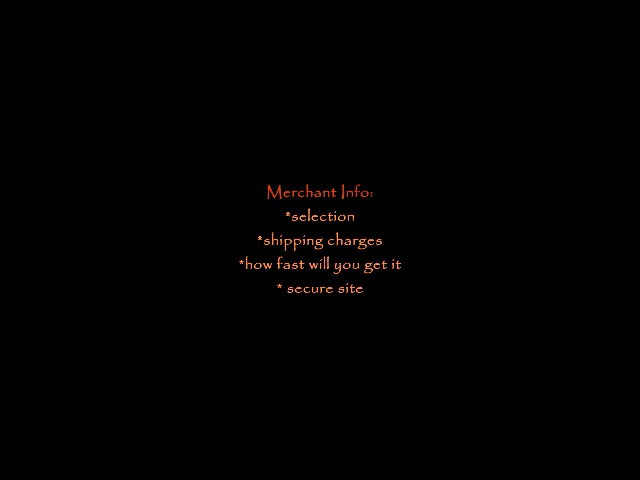 Merchant Info:
*selection
*shipping charges
*how fast will you get it
* secure site